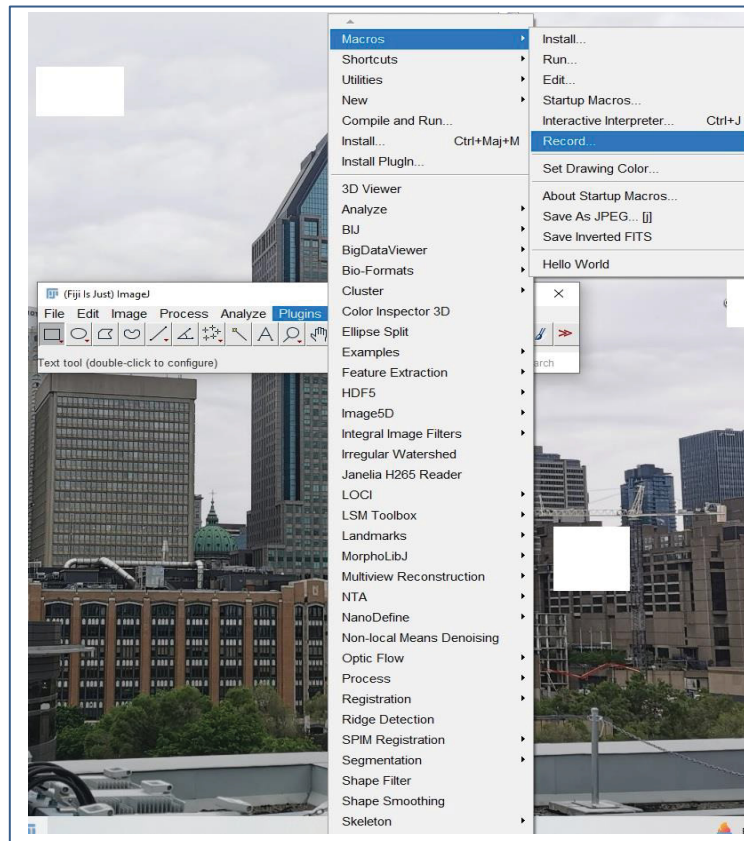 Macros
Shortcuts
Utilities
New
Compile and Run...
Install... Ctrl+Maj+M
Install PlugIn...
3D Viewer
Analyze
BIJ
BigDataViewer
Bio-Formats
Cluster
Color Inspector 3D
Ellipse Split
Examples
Feature Extraction
HDF5
Image5D
Integral Image Filters
Irregular Watershed
Janelia H265 Reader
LOCI
LSM Toolbox
Landmarks
MorphoLibJ
Multiview Reconstruction
NTA
NanoDefine
Non-local Means Denoising
Optic Flow
Process
Registration
Ridge Detection
SPIM Registration
Segmentation
Shape Filter
Shape Smoothing
Skeleton
Install...
Run...
Edit...
Startup Macros...
Interactive Interpreter... Ctrl+J
Record...
Set Drawing Color...
About Startup Macros...
Save As JPEG... [j]
Save Inverted FITS
Hello World
(Fiji Is Just) ImageJ
File Edit Image Process Analyze Plugins
Text tool (double-click to configure)